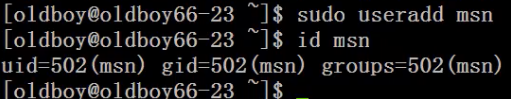 [oldboy@oldboy66-23 ~]$ sudo useradd msn
[oldboy@oldboy66-23 ~]$ id msn
uid=502(msn) gid=502(msn) groups=502(msn)
[oldboy@oldboy66-23 ~]$